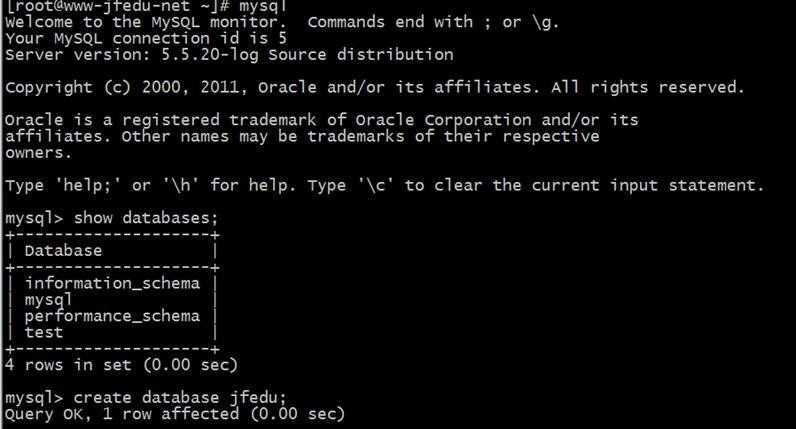 [root@www-jfedu-net ~]# mysql
Welcome to the MySQL monitor.  Commands end with ; or \g.
Your MySQL connection id is 5
Server version: 5.5.20-log Source distribution
Copyright (c) 2000, 2011, Oracle and/or its affiliates. All rights reserved.
Oracle is a registered trademark of Oracle Corporation and/or its
affiliates. Other names may be trademarks of their respective
owners.
Type 'help;' or '\h' for help. Type '\c' to clear the current input statement.
mysql> show databases;
+--------------------+
| Database           |
+--------------------+
| information_schema |
| mysql              |
| performance_schema |
| test               |
+--------------------+
4 rows in set (0.00 sec)
mysql> create database jfedu;
Query OK, 1 row affected (0.00 sec)